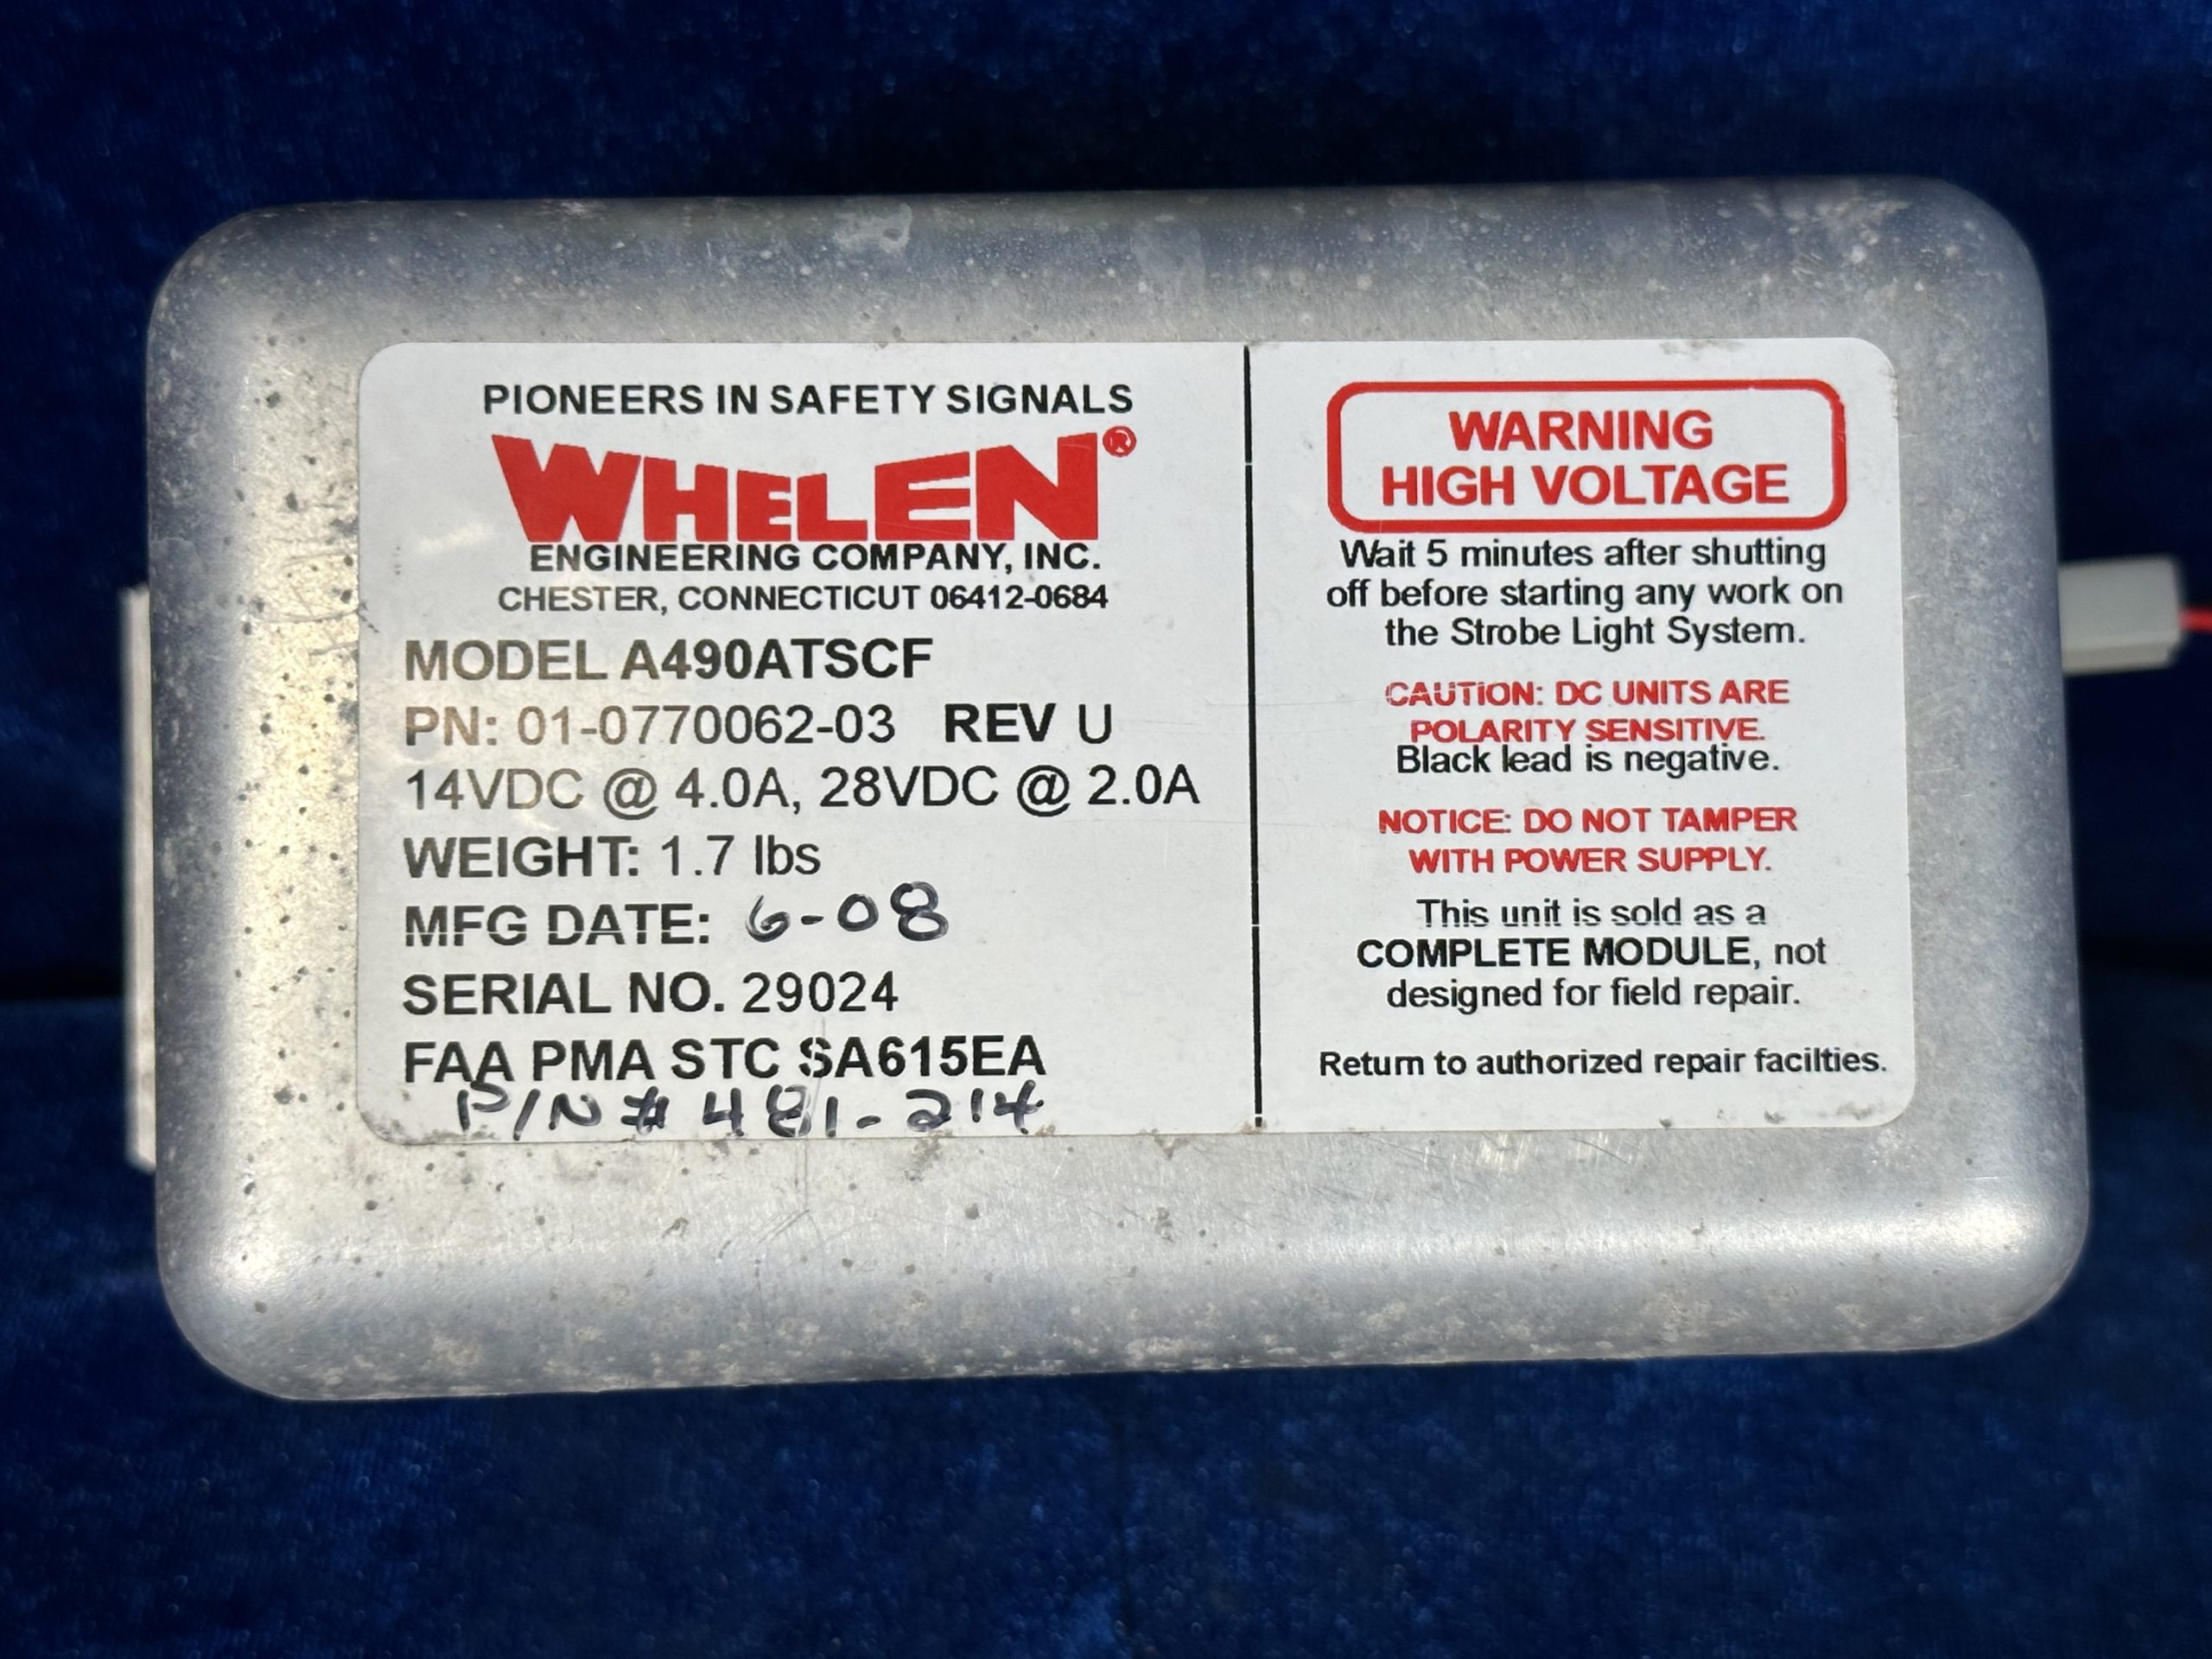 PIONEERS IN SAFETY SIGNALS
WHELEN®
ENGINEERING COMPANY, INC.
CHESTER, CONNECTICUT 06412-0684
MODEL A490ATSCF
PN: 01-0770062-03 REV U
14VDC @ 4.0A, 28VDC @ 2.0A
WEIGHT: 1.7 lbs
MFG DATE: 6-08
SERIAL NO. 29024
FAA PMA STC SA615EA
P/N # 481-214
WARNING
HIGH VOLTAGE
Wait 5 minutes after shutting
off before starting any work on
the Strobe Light System.
CAUTION: DC UNITS ARE
POLARITY SENSITIVE.
Black lead is negative.
NOTICE: DO NOT TAMPER
WITH POWER SUPPLY.
This unit is sold as a
COMPLETE MODULE, not
designed for field repair.
Return to authorized repair facilties.